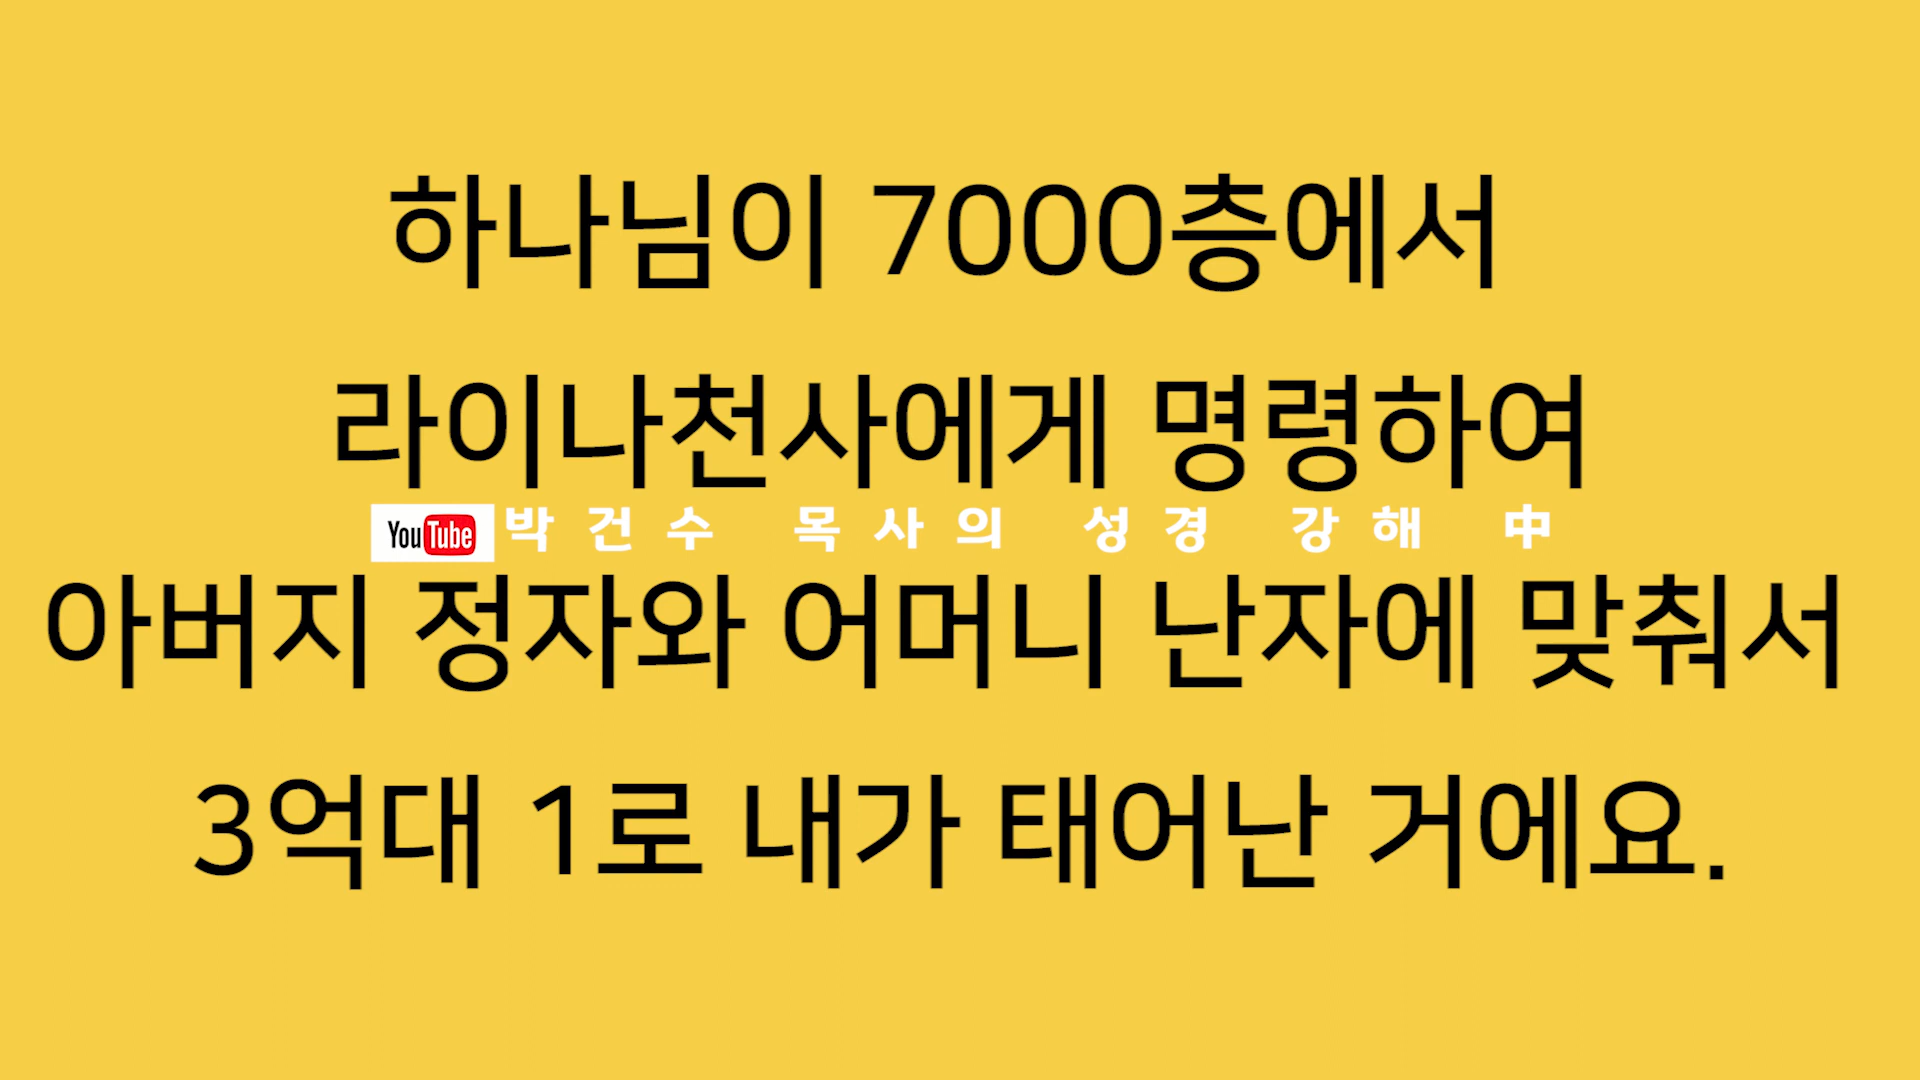 하나님이 7000층에서
라이나천사에게 명령하여
YouTube 박건수 목사의 성경 강해 中
아버지 정자와 어머니 난자에 맞춰서
3억대 1로 내가 태어난 거에요.